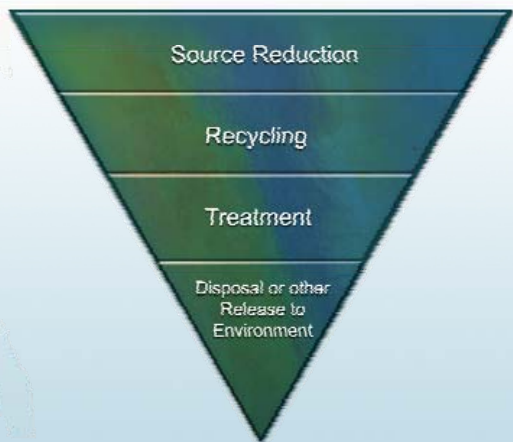 Source Reduction
Recycling
Treatment
Disposal or other
Release to
Environment